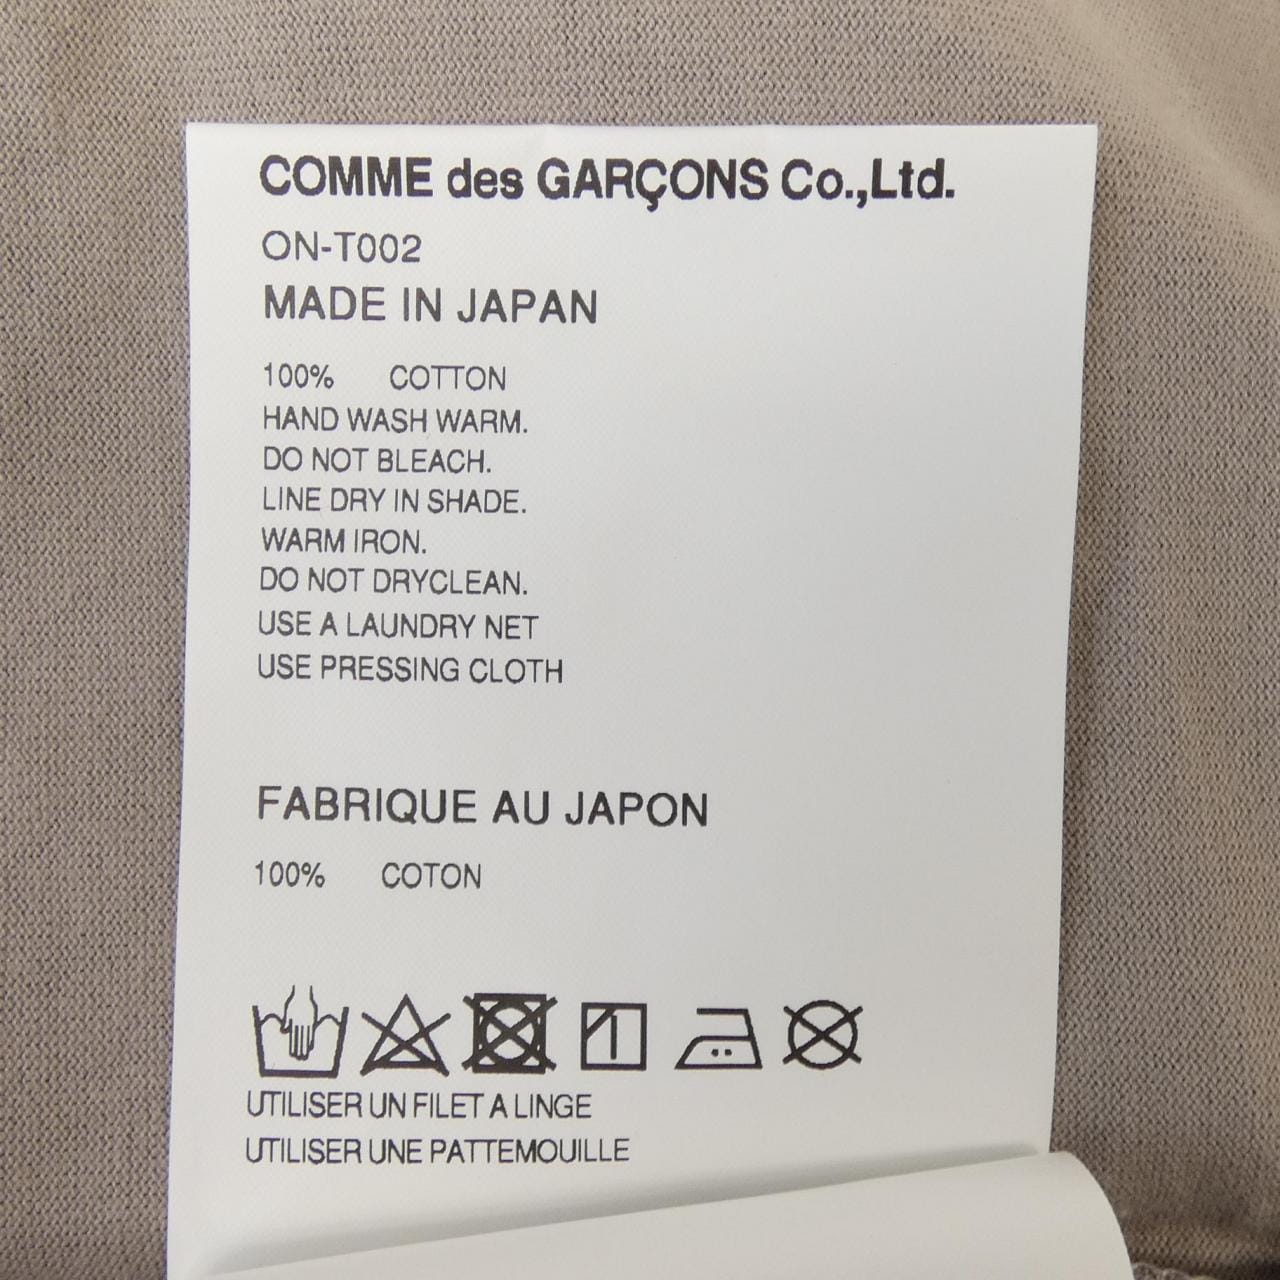 COMME des GARÇONS Co.,Ltd.
ON-T002
MADE IN JAPAN
100% COTTON
HAND WASH WARM.
DO NOT BLEACH.
LINE DRY IN SHADE.
WARM IRON.
DO NOT DRYCLEAN.
USE A LAUNDRY NET
USE PRESSING CLOTH
FABRIQUE AU JAPON
100% COTON
UTILISER UN FILET A LINGE
UTILISER UNE PATTEMOUILLE